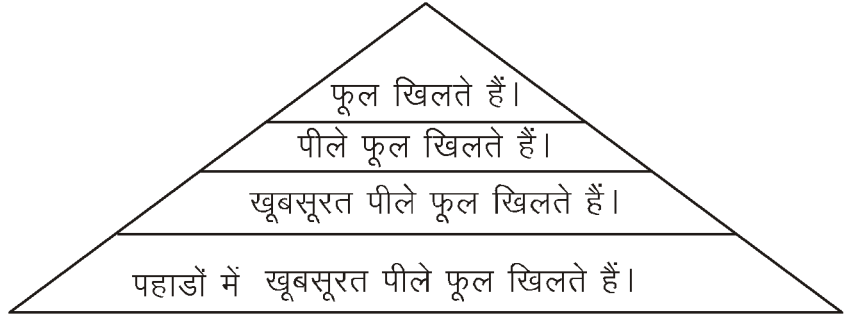 फूल खिलते हैं।
पीले फूल खिलते हैं।
खूबसूरत पीले फूल खिलते हैं।
पहाडों में खूबसूरत पीले फूल खिलते हैं।